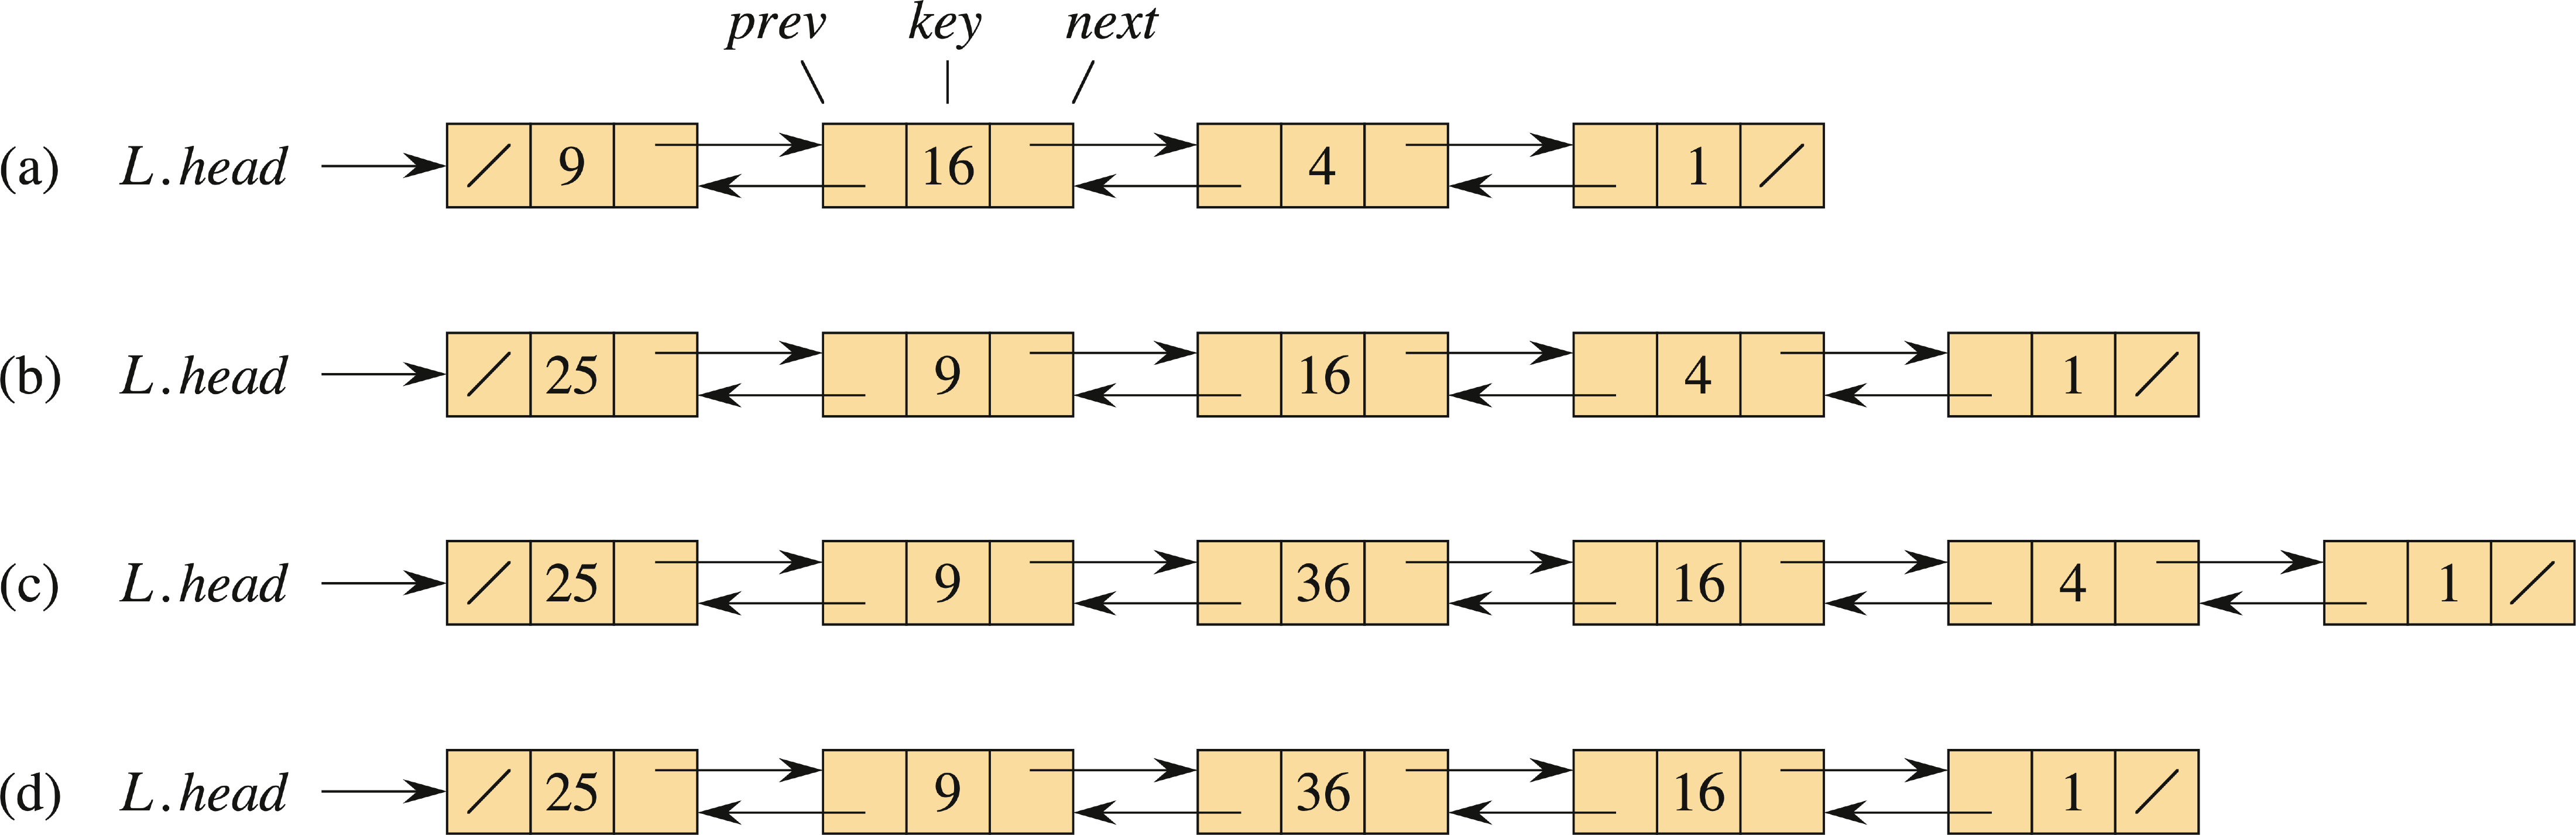 prev key next
(a) L.head / 9 16 4 1 /
(b) L.head / 25 9 16 4 1 /
(c) L.head / 25 9 36 16 4 1 /
(d) L.head / 25 9 36 16 1 /